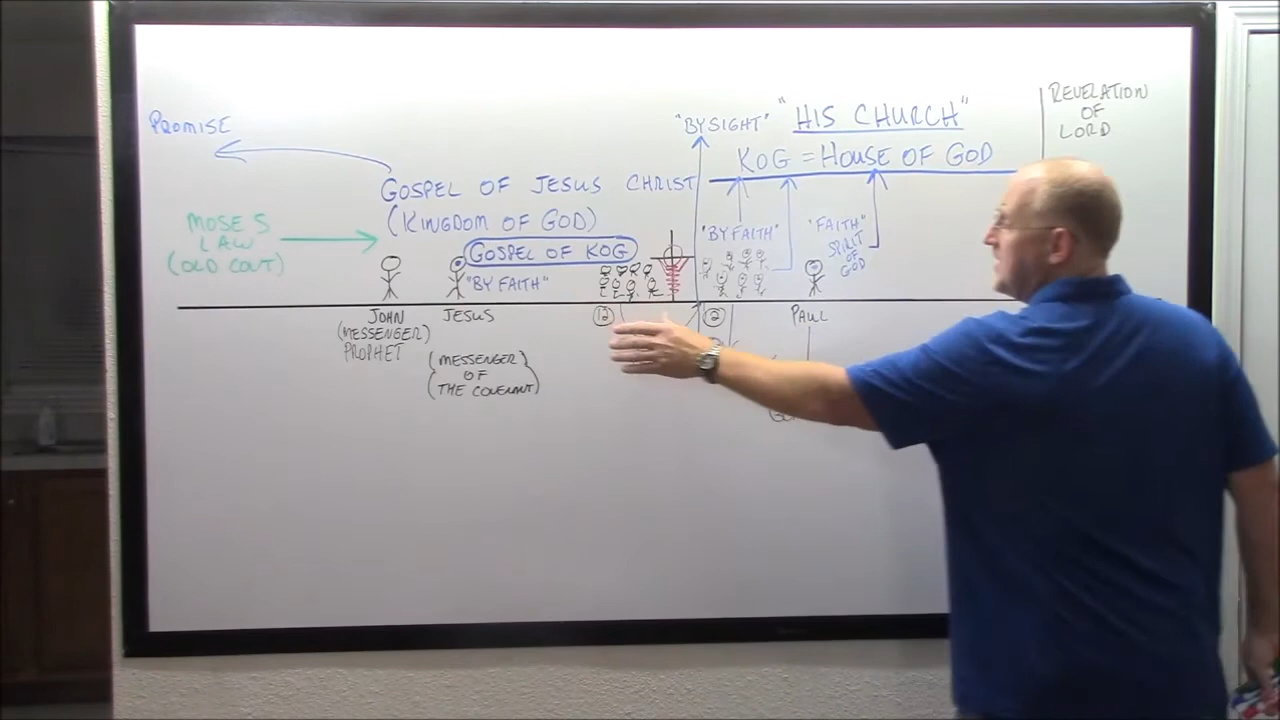 PROMISE
MOSES
LAW
(OLD COVT)
GOSPEL OF JESUS CHRIST
(KINGDOM OF GOD)
GOSPEL OF KOG
"BY FAITH"
JOHN
(MESSENGER)
PROPHET
JESUS
{MESSENGER}
OF
(THE COVENANT)
12
"BY SIGHT"
"HIS CHURCH"
KOG = HOUSE OF GOD
"BY FAITH"
12
"FAITH"
SPIRIT
OF
GOD
PAUL
REVELATION
OF
LORD